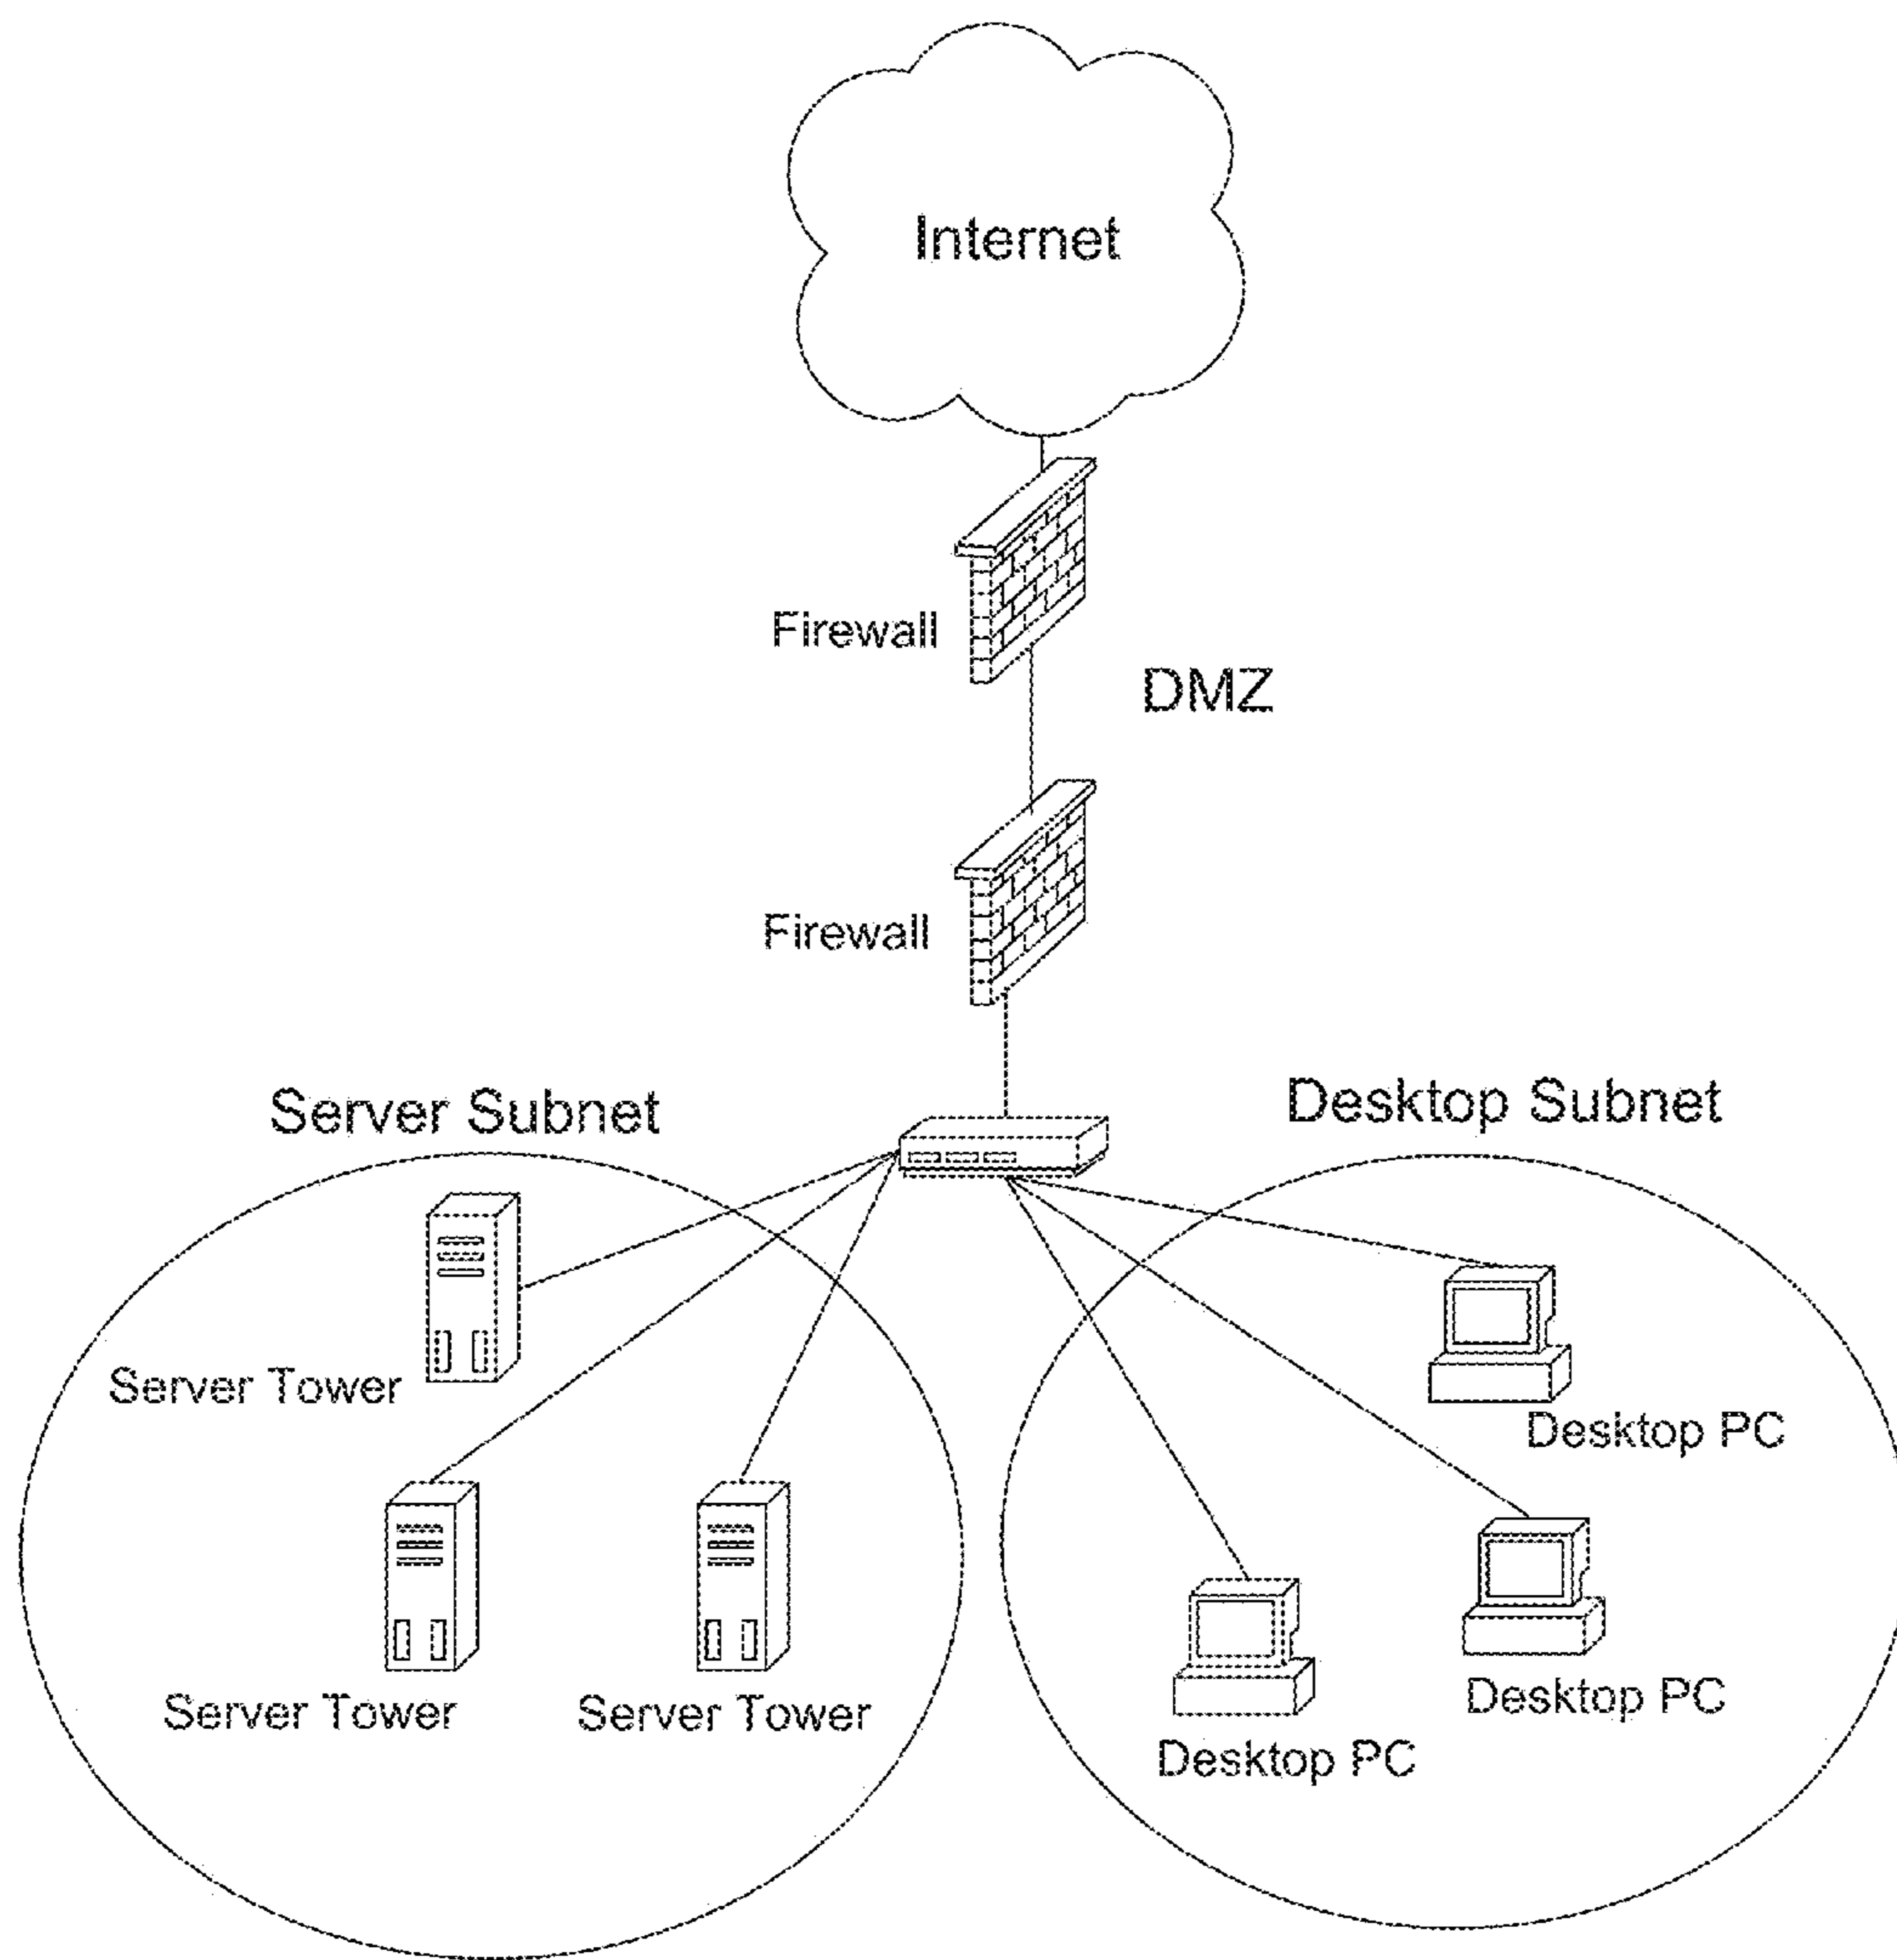 Internet
Firewall
DMZ
Firewall
Server Subnet
Desktop Subnet
Server Tower
Desktop PC
Server Tower
Server Tower
Desktop PC
Desktop PC